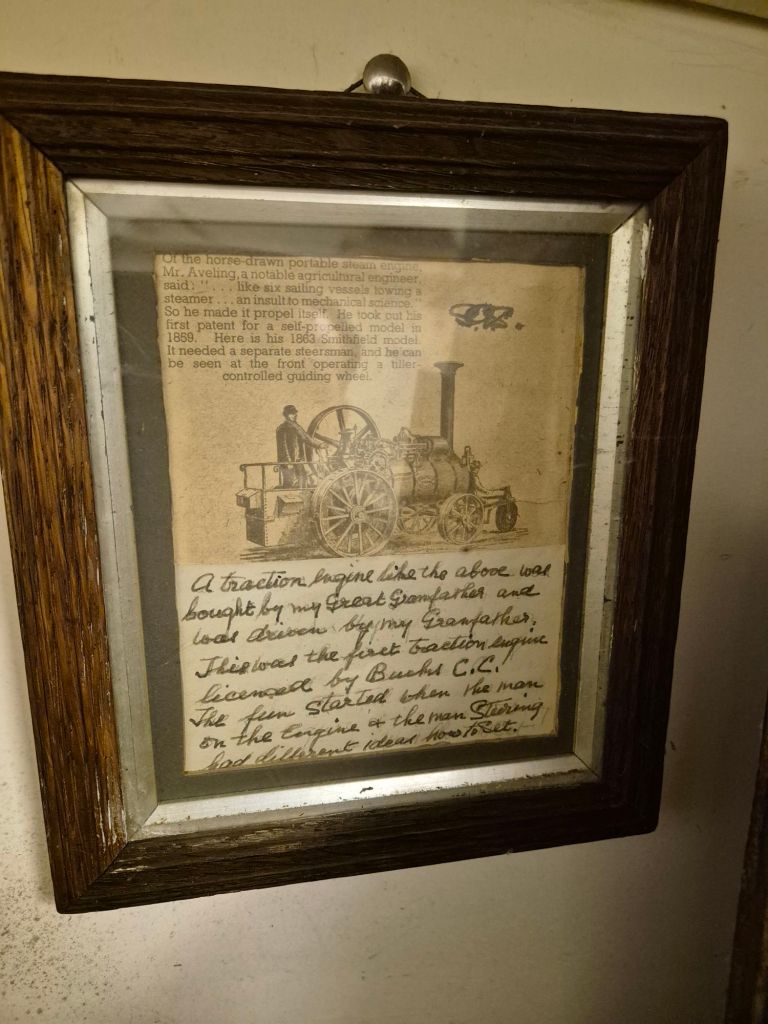 Of the horse-drawn portable steam engine,
Mr. Aveling, a notable agricultural engineer,
said: "... like six sailing vessels towing a
steamer ... an insult to mechanical science."
So he made it propel itself. He took out his
first patent for a self-propelled model in
1859. Here is his 1863 Smithfield model.
It needed a separate steersman, and he can
be seen at the front operating a tiller-
controlled guiding wheel.
A traction engine like the above was
bought by my Great Granfather and
was driven by my Granfather.
This was the first traction engine
licenced by Bucks C.C.
The fun Started when the man
on the Engine & the man Steering
had different ideas how to